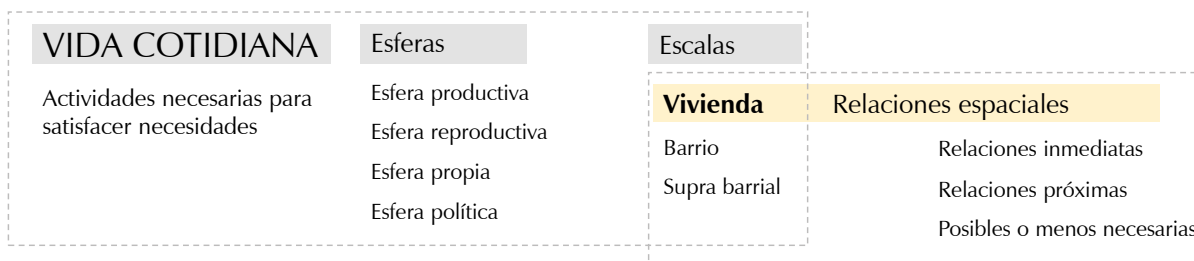 VIDA COTIDIANA
Actividades necesarias para
satisfacer necesidades
Esferas
Esfera productiva
Esfera reproductiva
Esfera propia
Esfera política
Escalas
Vivienda
Barrio
Supra barrial
Relaciones espaciales
Relaciones inmediatas
Relaciones próximas
Posibles o menos necesarias